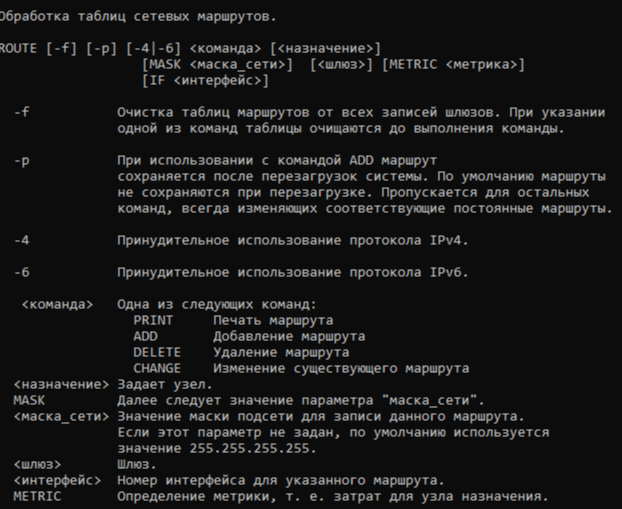 Обработка таблиц сетевых маршрутов.
ROUTE [-f] [-p] [-4|-6] <команда> [<назначение>]
[MASK <маска_сети>] [<шлюз>] [METRIC <метрика>]
[IF <интерфейс>]
-f Очистка таблиц маршрутов от всех записей шлюзов. При указании
одной из команд таблицы очищаются до выполнения команды.
-p При использовании с командой ADD маршрут
сохраняется после перезагрузок системы. По умолчанию маршруты
не сохраняются при перезагрузке. Пропускается для остальных
команд, всегда изменяющих соответствующие постоянные маршруты.
-4 Принудительное использование протокола IPv4.
-6 Принудительное использование протокола IPv6.
<команда> Одна из следующих команд:
PRINT Печать маршрута
ADD Добавление маршрута
DELETE Удаление маршрута
CHANGE Изменение существующего маршрута
<назначение> Задает узел.
MASK Далее следует значение параметра "маска_сети".
<маска_сети> Значение маски подсети для записи данного маршрута.
Если этот параметр не задан, по умолчанию используется
значение 255.255.255.255.
<шлюз> Шлюз.
<интерфейс> Номер интерфейса для указанного маршрута.
METRIC Определение метрики, т. е. затрат для узла назначения.